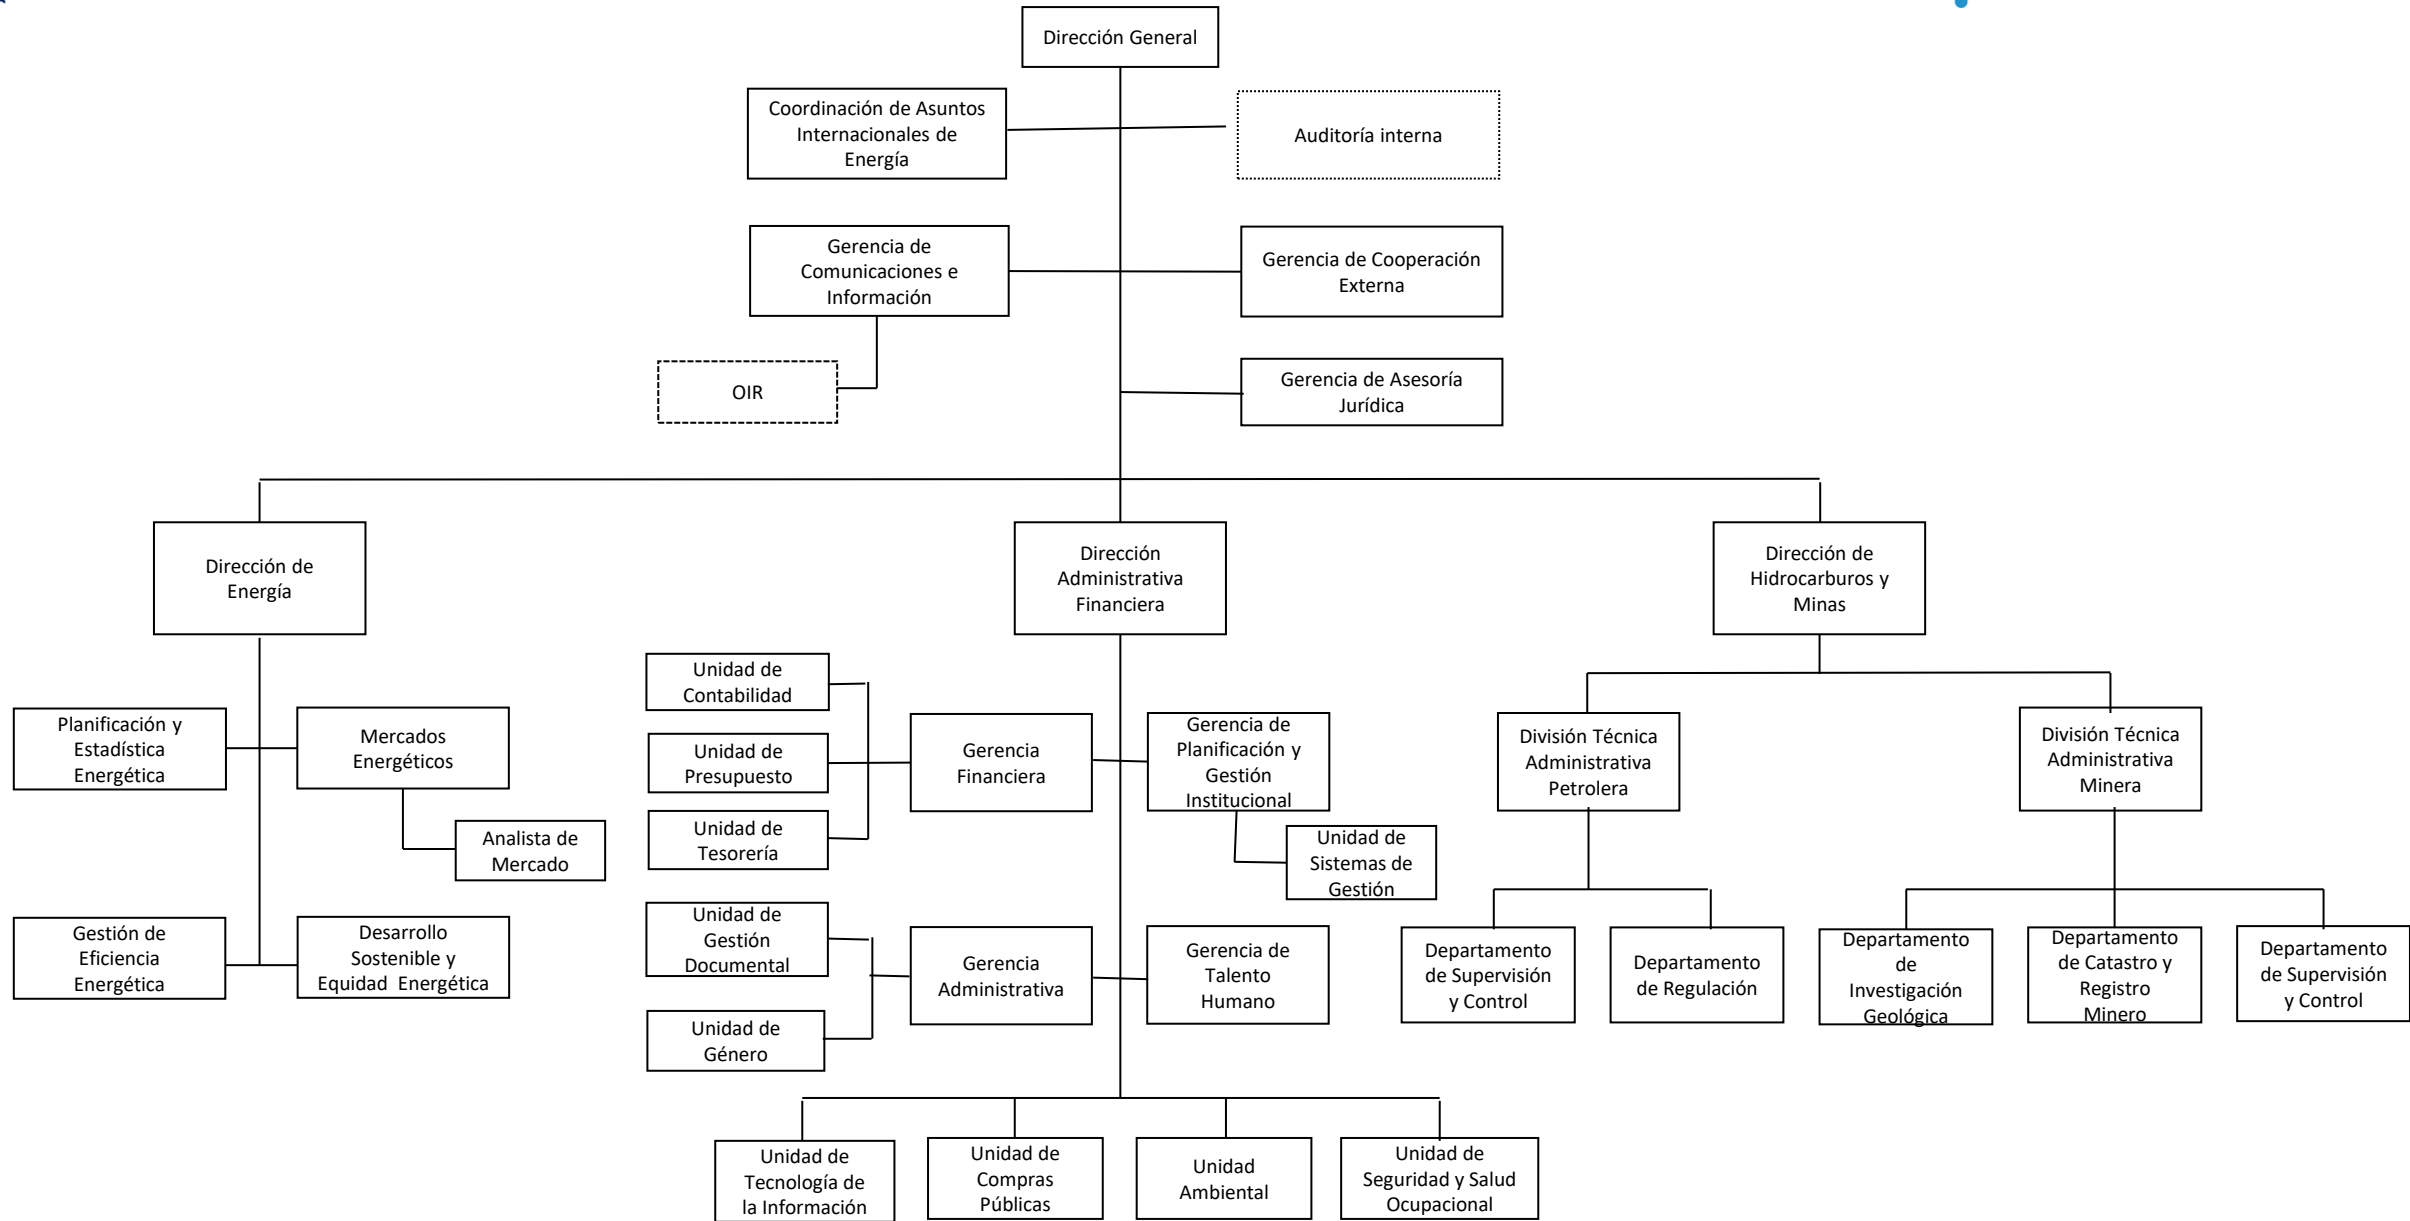 Dirección General
Coordinación de Asuntos
Internacionales de
Energía
Auditoría interna
Gerencia de
Comunicaciones e
Información
Gerencia de Cooperación
Externa
OIR
Gerencia de Asesoría
Jurídica
Dirección de
Energía
Dirección
Administrativa
Financiera
Dirección de
Hidrocarburos y
Minas
Planificación y
Estadística
Energética
Mercados
Energéticos
Analista de
Mercado
Gestión de
Eficiencia
Energética
Desarrollo
Sostenible y
Equidad Energética
Unidad de
Contabilidad
Unidad de
Presupuesto
Unidad de
Tesorería
Gerencia
Financiera
Gerencia de
Planificación y
Gestión
Institucional
Unidad de
Sistemas de
Gestión
Unidad de
Gestión
Documental
Unidad de
Género
Gerencia
Administrativa
Gerencia de
Talento
Humano
Unidad de
Tecnología de
la Información
Unidad de
Compras
Públicas
Unidad
Ambiental
Unidad de
Seguridad y Salud
Ocupacional
División Técnica
Administrativa
Petrolera
División Técnica
Administrativa
Minera
Departamento
de Supervisión
y Control
Departamento
de Regulación
Departamento
de
Investigación
Geológica
Departamento
de Catastro y
Registro
Minero
Departamento
de Supervisión
y Control